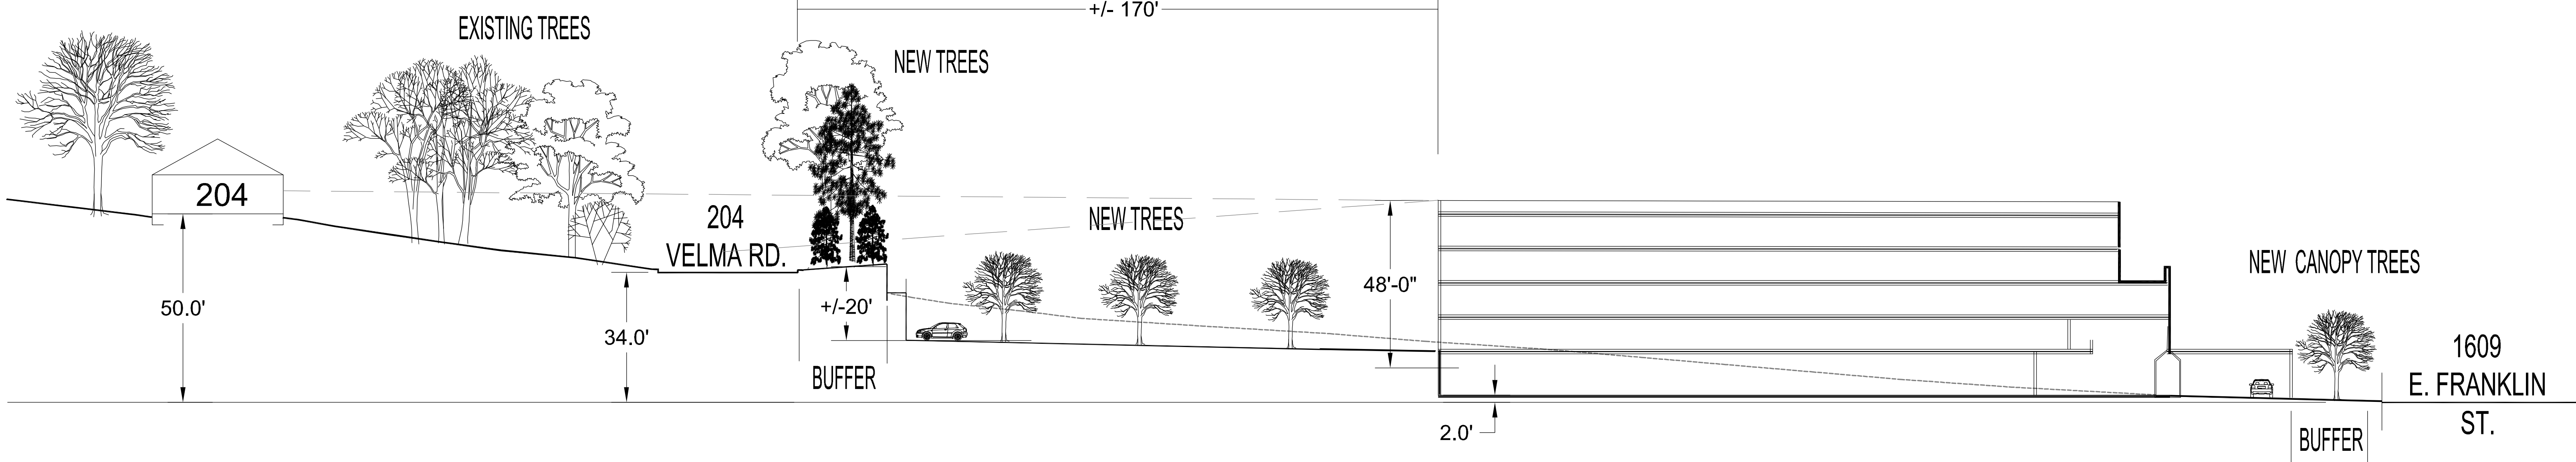 +/- 170'
EXISTING TREES
NEW TREES
204
204
VELMA RD.
NEW TREES
NEW CANOPY TREES
50.0'
34.0'
+/-20'
48'-0"
BUFFER
2.0'
1609
E. FRANKLIN
ST.
BUFFER